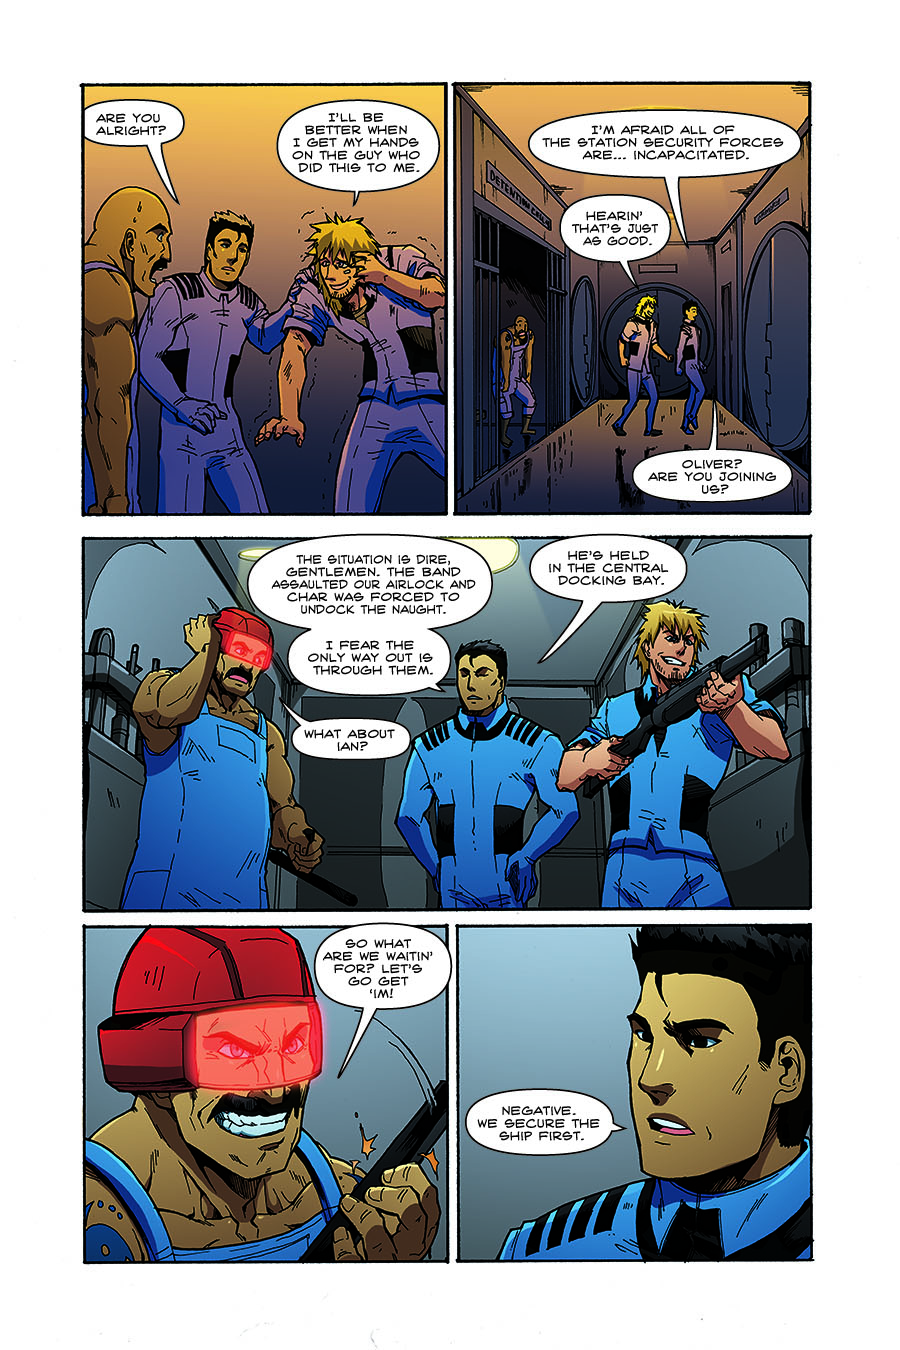 ARE YOU
ALRIGHT?
I'LL BE
BETTER WHEN
I GET MY HANDS
ON THE GUY WHO
DID THIS TO ME.
I'M AFRAID ALL OF
THE STATION SECURITY FORCES
ARE... INCAPACITATED.
DETENTION CELLS
HEARIN'
THAT'S JUST
AS GOOD.
OLIVER?
ARE YOU JOINING
US?
THE SITUATION IS DIRE,
GENTLEMEN. THE BAND
ASSAULTED OUR AIRLOCK AND
CHAR WAS FORCED TO
UNDOCK THE NAUGHT.
I FEAR THE
ONLY WAY OUT IS
THROUGH THEM.
WHAT ABOUT
IAN?
HE'S HELD
IN THE CENTRAL
DOCKING BAY.
SO WHAT
ARE WE WAITIN'
FOR? LET'S
GO GET
'IM!
NEGATIVE.
WE SECURE THE
SHIP FIRST.